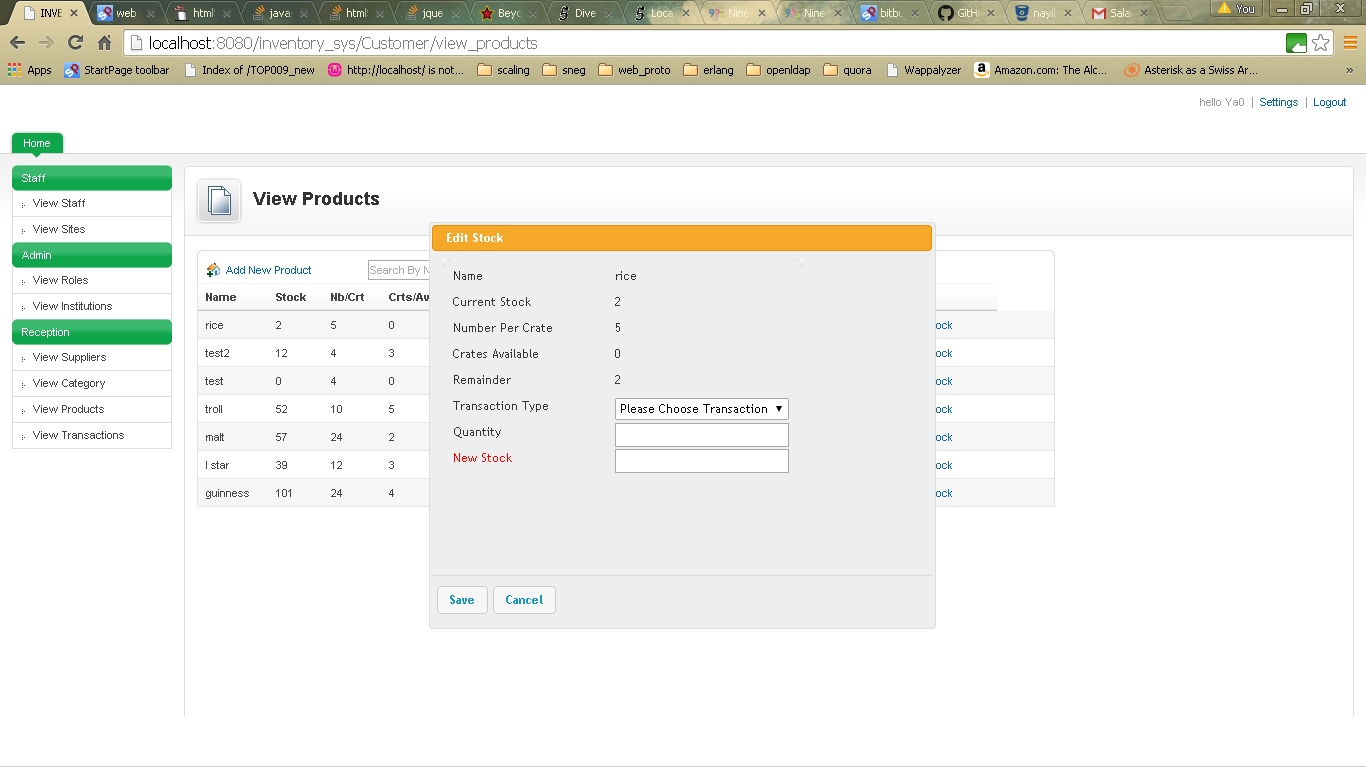 INVE web html java html jque Beyo Dive Loca Nine Nine bitbu GitH nayil Sala You
localhost:8080/inventory_sys/Customer/view_products
Apps StartPage toolbar Index of /TOP009_new http://localhost/ is not... scaling sneg web_proto erlang openldap quora Wappalyzer Amazon.com: The Alc... Asterisk as a Swiss Ar... »
hello Ya0 | Settings | Logout
Home
Staff
View Staff
View Sites
Admin
View Roles
View Institutions
Reception
View Suppliers
View Category
View Products
View Transactions
View Products
Add New Product Search By N
Name Stock Nb/Crt Crts/Av
rice 2 5 0 ock
test2 12 4 3 ock
test 0 4 0 ock
troll 52 10 5 ock
malt 57 24 2 ock
l star 39 12 3 ock
guinness 101 24 4 ock
Edit Stock
Name rice
Current Stock 2
Number Per Crate 5
Crates Available 0
Remainder 2
Transaction Type Please Choose Transaction
Quantity
New Stock
Save Cancel